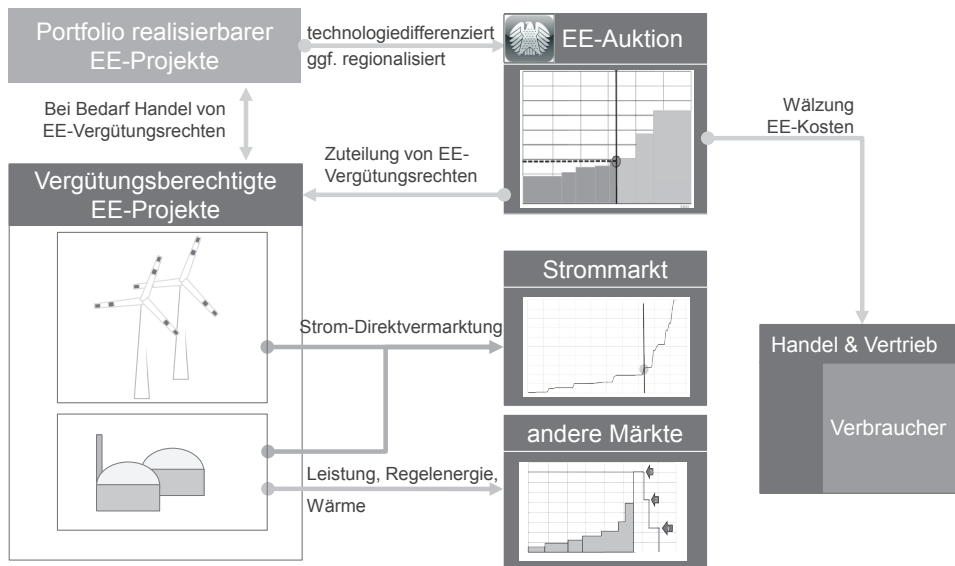 Portfolio realisierbarer
EE-Projekte
technologiedifferenziert
ggf. regionalisiert
EE-Auktion
Bei Bedarf Handel von
EE-Vergütungsrechten
Wälzung
EE-Kosten
Zuteilung von EE-
Vergütungsrechten
Vergütungsberechtigte
EE-Projekte
Strommarkt
Strom-Direktvermarktung
Handel & Vertrieb
Verbraucher
andere Märkte
Leistung, Regelenergie,
Wärme